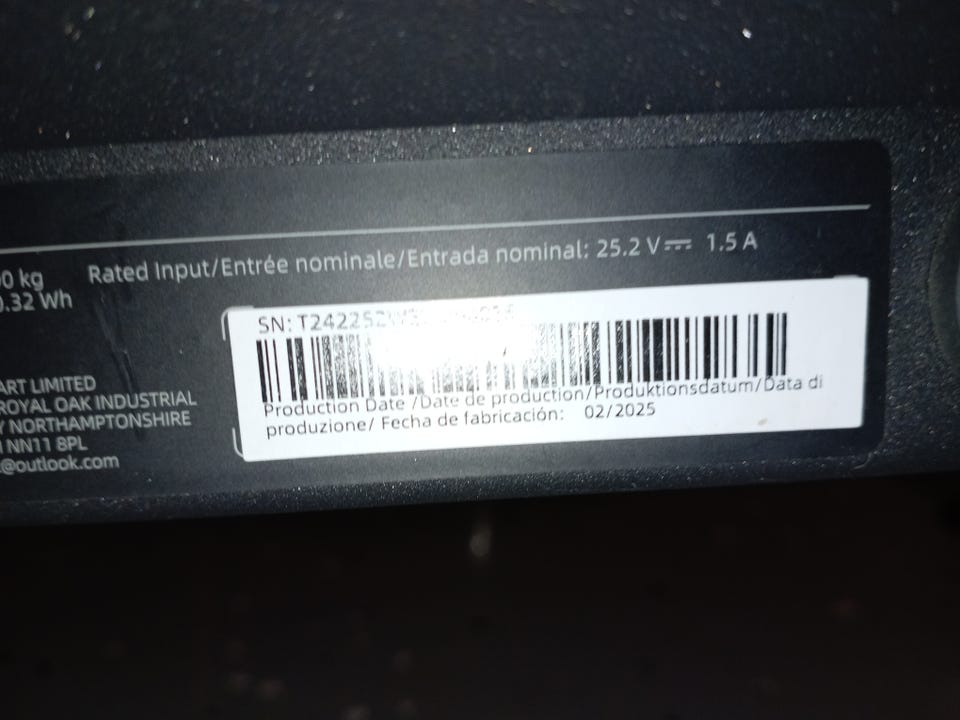 00 kg
0.32 Wh
Rated Input/Entrée nominale/Entrada nominal: 25.2 V⎓ 1.5 A
SN:
Production Date /Date de production/Produktionsdatum/Data di
produzione/ Fecha de fabricación: 02/2025
ART LIMITED
ROYAL OAK INDUSTRIAL
Y NORTHAMPTONSHIRE
NN11 8PL
@outlook.com